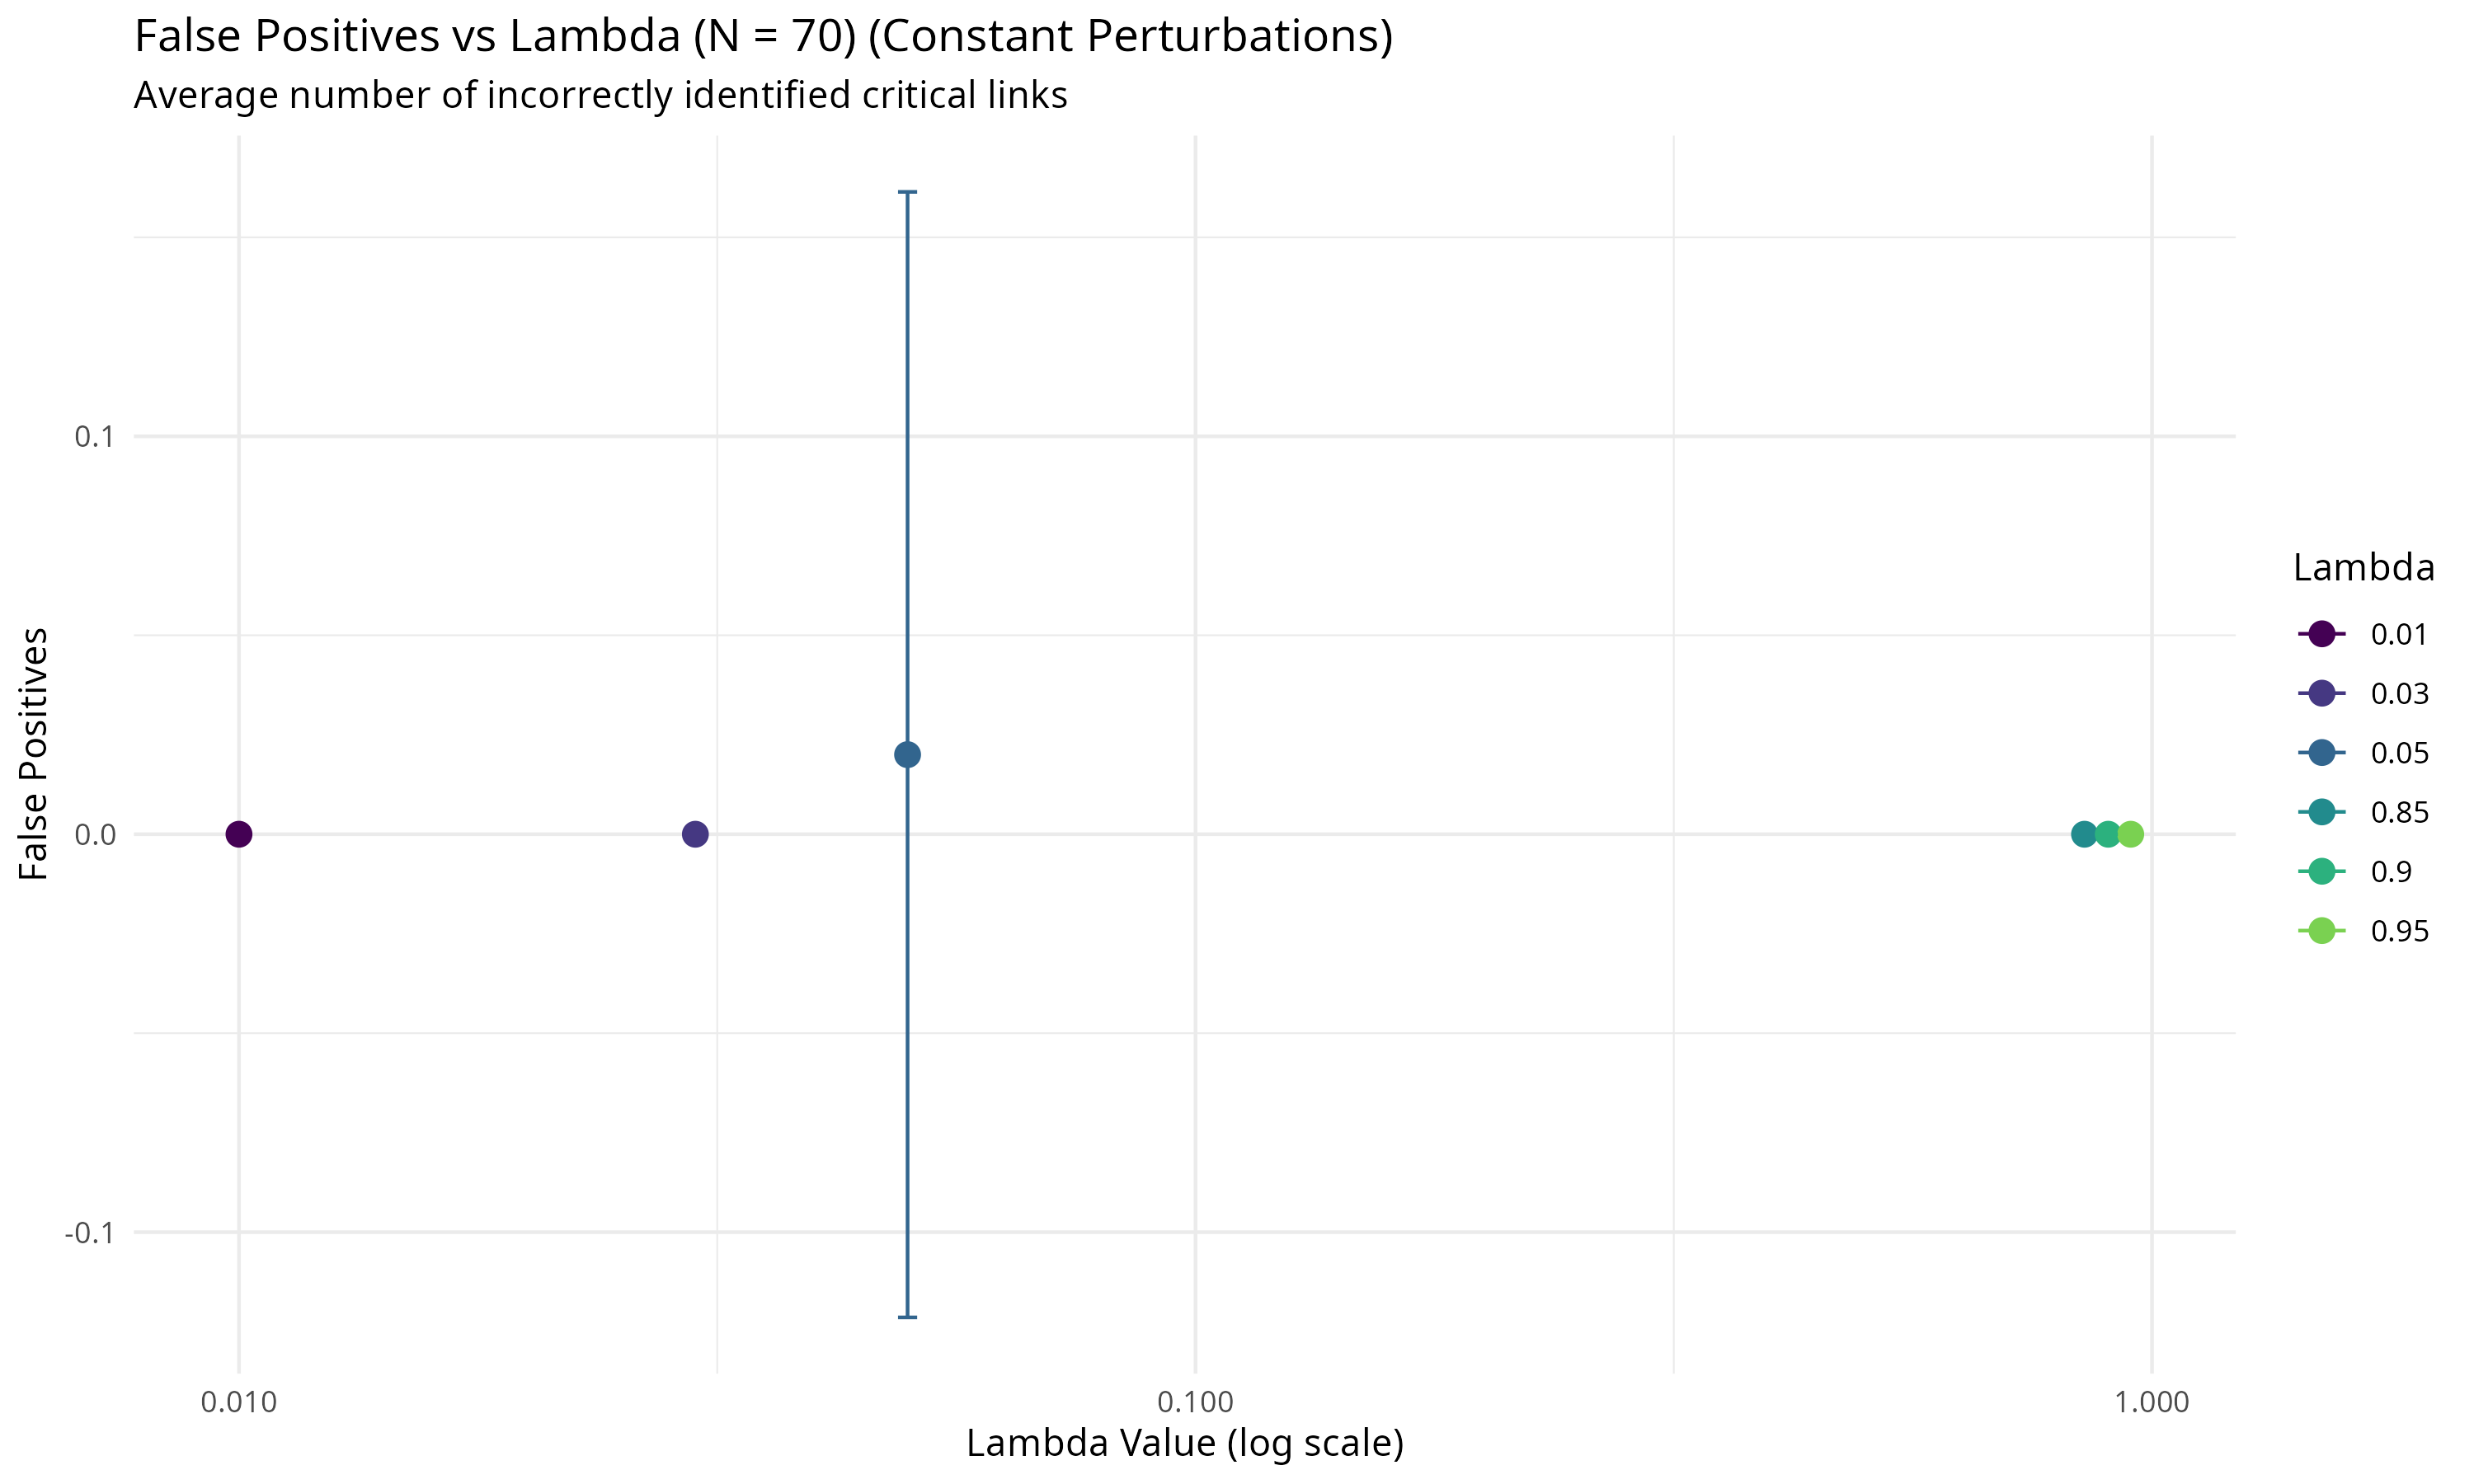 False Positives vs Lambda (N = 70) (Constant Perturbations)
Average number of incorrectly identified critical links
False Positives
0.1
0.0
-0.1
0.010
0.100
1.000
Lambda Value (log scale)
Lambda
0.01
0.03
0.05
0.85
0.9
0.95